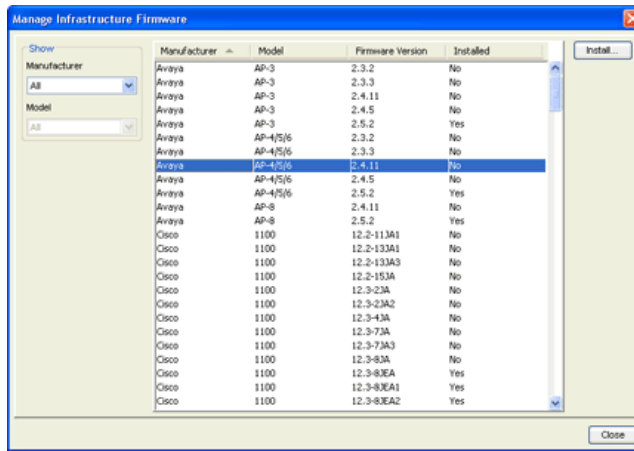 Manage Infrastructure Firmware
Show
Manufacturer
All
Model
All
Manufacturer Model Firmware Version Installed
Avaya AP-3 2.3.2 No
Avaya AP-3 2.3.3 No
Avaya AP-3 2.4.11 No
Avaya AP-3 2.4.5 No
Avaya AP-3 2.5.2 Yes
Avaya AP-4/5/6 2.3.2 No
Avaya AP-4/5/6 2.3.3 No
Avaya AP-4/5/6 2.4.11 No
Avaya AP-4/5/6 2.4.5 No
Avaya AP-4/5/6 2.5.2 Yes
Avaya AP-8 2.4.11 No
Avaya AP-8 2.5.2 Yes
Cisco 1100 12.2-11JA1 No
Cisco 1100 12.2-13JA1 No
Cisco 1100 12.2-13JA3 No
Cisco 1100 12.2-15JA No
Cisco 1100 12.3-2JA No
Cisco 1100 12.3-2JA2 No
Cisco 1100 12.3-4JA No
Cisco 1100 12.3-7JA No
Cisco 1100 12.3-7JA3 No
Cisco 1100 12.3-8JA No
Cisco 1100 12.3-8JEA Yes
Cisco 1100 12.3-8JEA1 Yes
Cisco 1100 12.3-8JEA2 Yes
Install...
Close